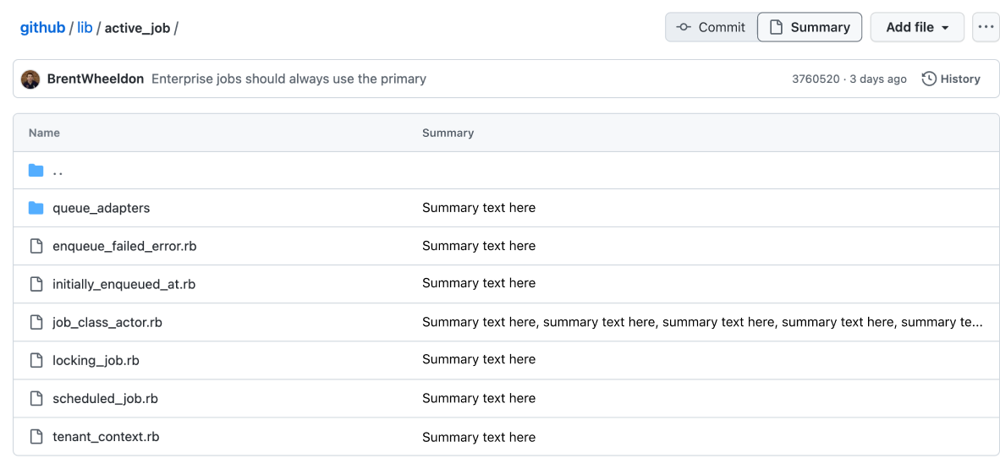 github / lib / active_job /
Commit Summary Add file ...
BrentWheeldon Enterprise jobs should always use the primary 3760520 · 3 days ago History
Name Summary
..
queue_adapters Summary text here
enqueue_failed_error.rb Summary text here
initially_enqueued_at.rb Summary text here
job_class_actor.rb Summary text here, summary text here, summary text here, summary text here, summary te...
locking_job.rb Summary text here
scheduled_job.rb Summary text here
tenant_context.rb Summary text here